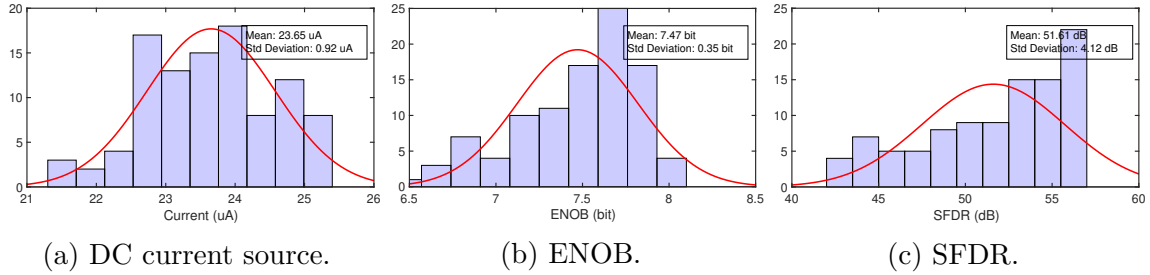 20
15
10
5
0
21
22
23
24
25
26
Current (uA)
Mean: 23.65 uA
Std Deviation: 0.92 uA
(a) DC current source.
25
20
15
10
5
0
6.5
7
7.5
8
8.5
ENOB (bit)
Mean: 7.47 bit
Std Deviation: 0.35 bit
(b) ENOB.
25
20
15
10
5
0
40
45
50
55
60
SFDR (dB)
Mean: 51.61 dB
Std Deviation: 4.12 dB
(c) SFDR.